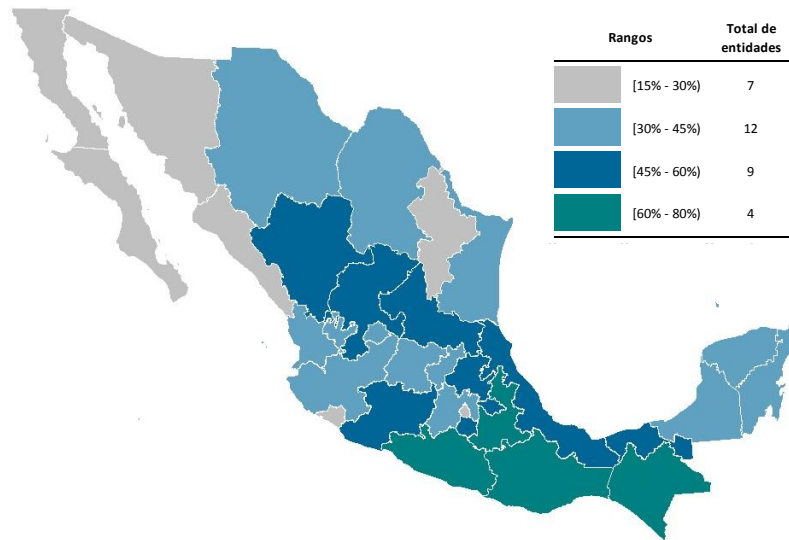 Rangos
Total de
entidades
[15% - 30%) 7
[30% - 45%) 12
[45% - 60%) 9
[60% - 80%) 4